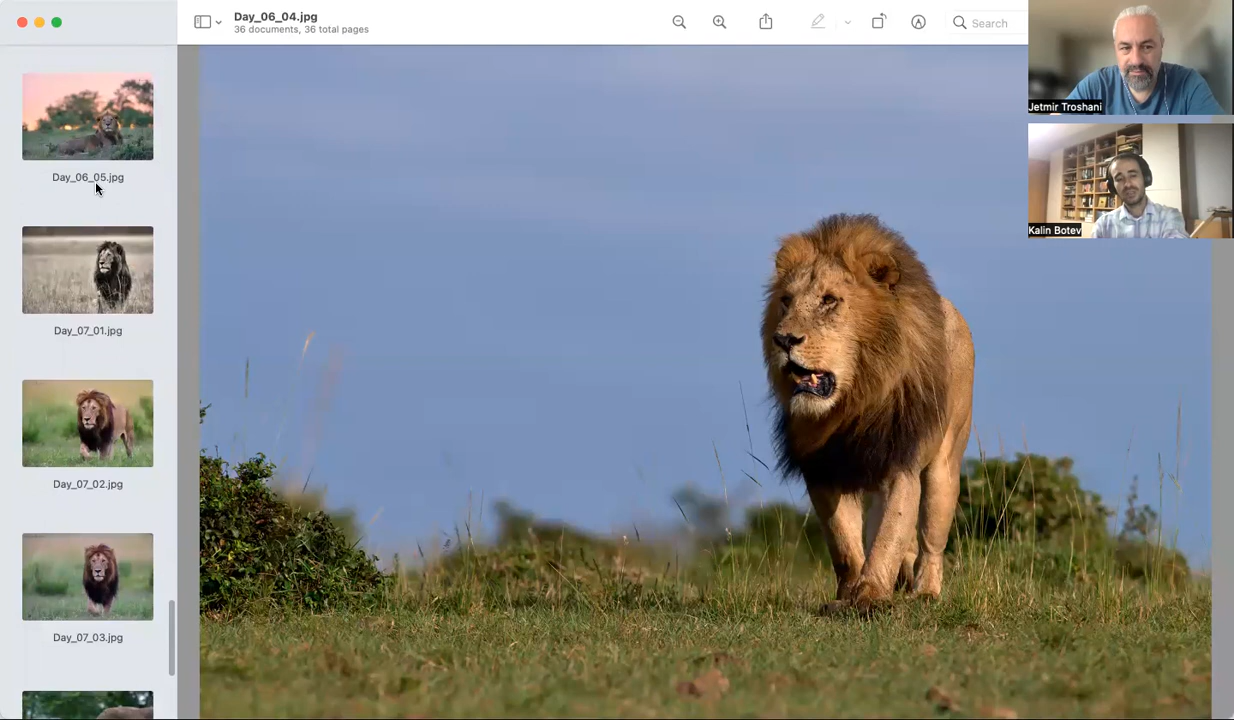 Day_06_04.jpg
36 documents, 36 total pages
Search
Jetmir Troshani
Kalin Botev
Day_06_05.jpg
Day_07_01.jpg
Day_07_02.jpg
Day_07_03.jpg